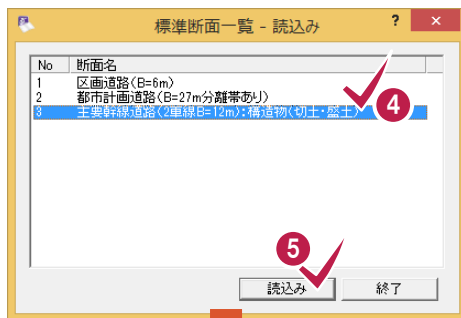 標準断面一覧 - 読込み ? ×
No 断面名
1 区画道路(B=6m)
2 都市計画道路(B=27m分離帯あり)
3 主要幹線道路(2車線B=12m):構造物(切土・盛土)
4
5
読込み 終了